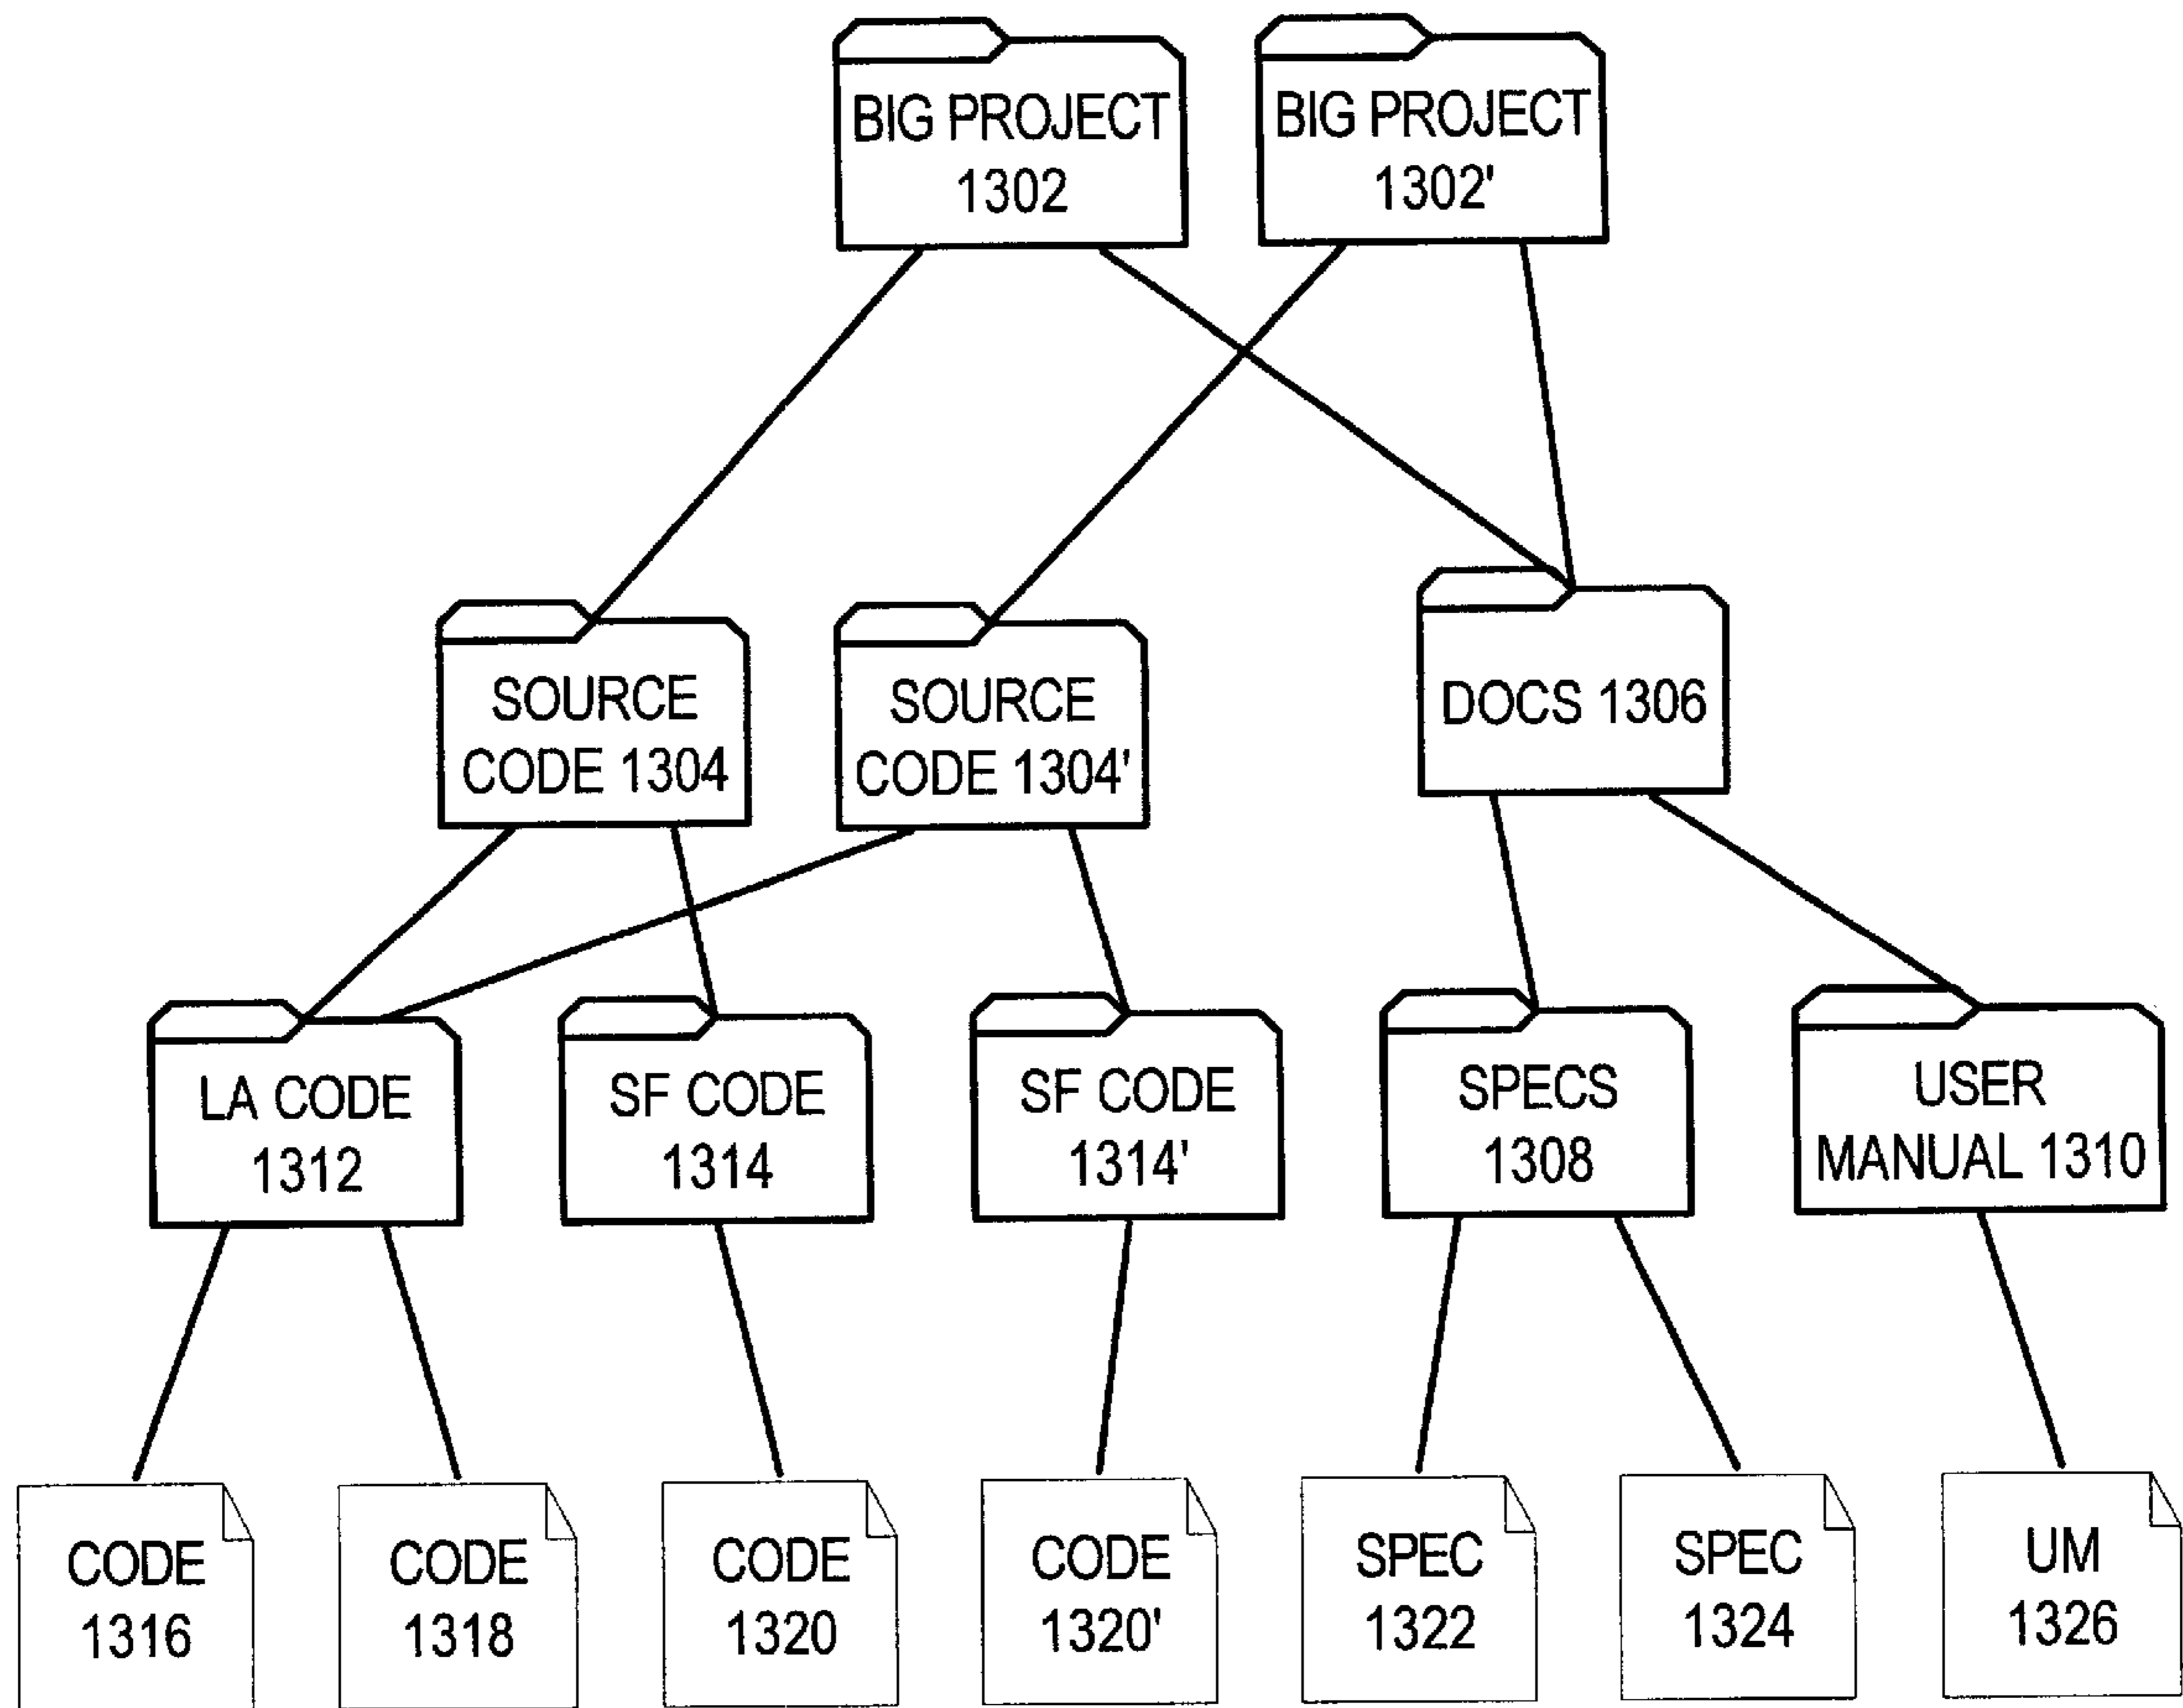 BIG PROJECT
1302
BIG PROJECT
1302'
SOURCE
CODE 1304
SOURCE
CODE 1304'
DOCS 1306
LA CODE
1312
SF CODE
1314
SF CODE
1314'
SPECS
1308
USER
MANUAL 1310
CODE
1316
CODE
1318
CODE
1320
CODE
1320'
SPEC
1322
SPEC
1324
UM
1326